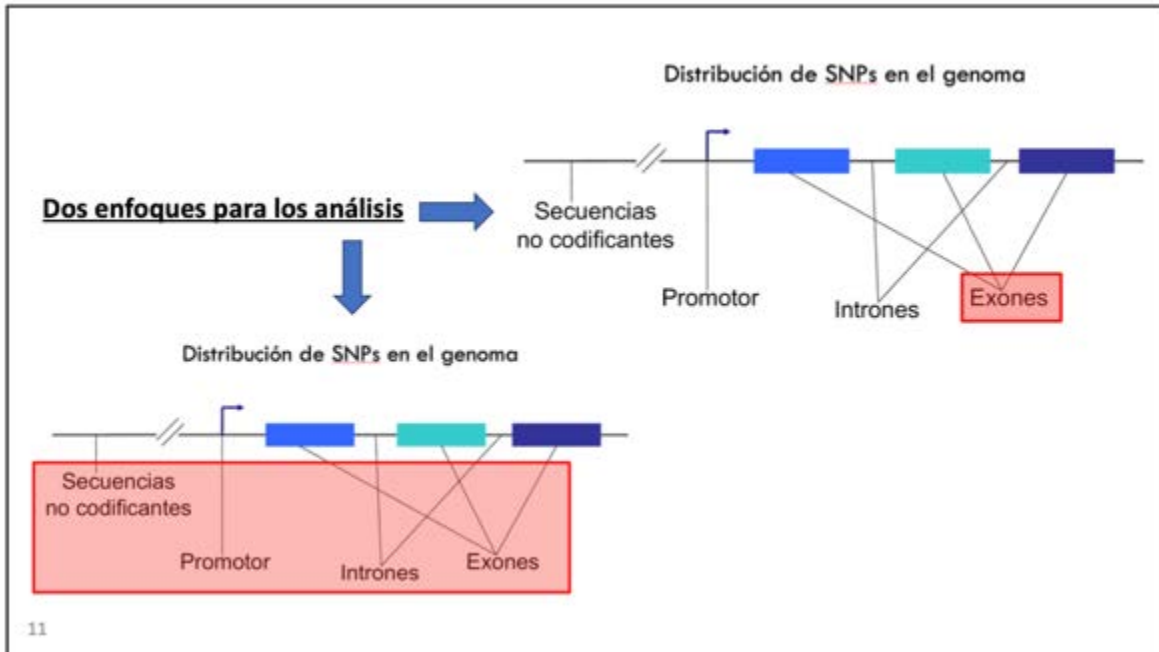 Distribución de SNPs en el genoma
Dos enfoques para los análisis
Secuencias
no codificantes
Promotor
Intrones
Exones
Distribución de SNPs en el genoma
Secuencias
no codificantes
Promotor
Intrones
Exones
11